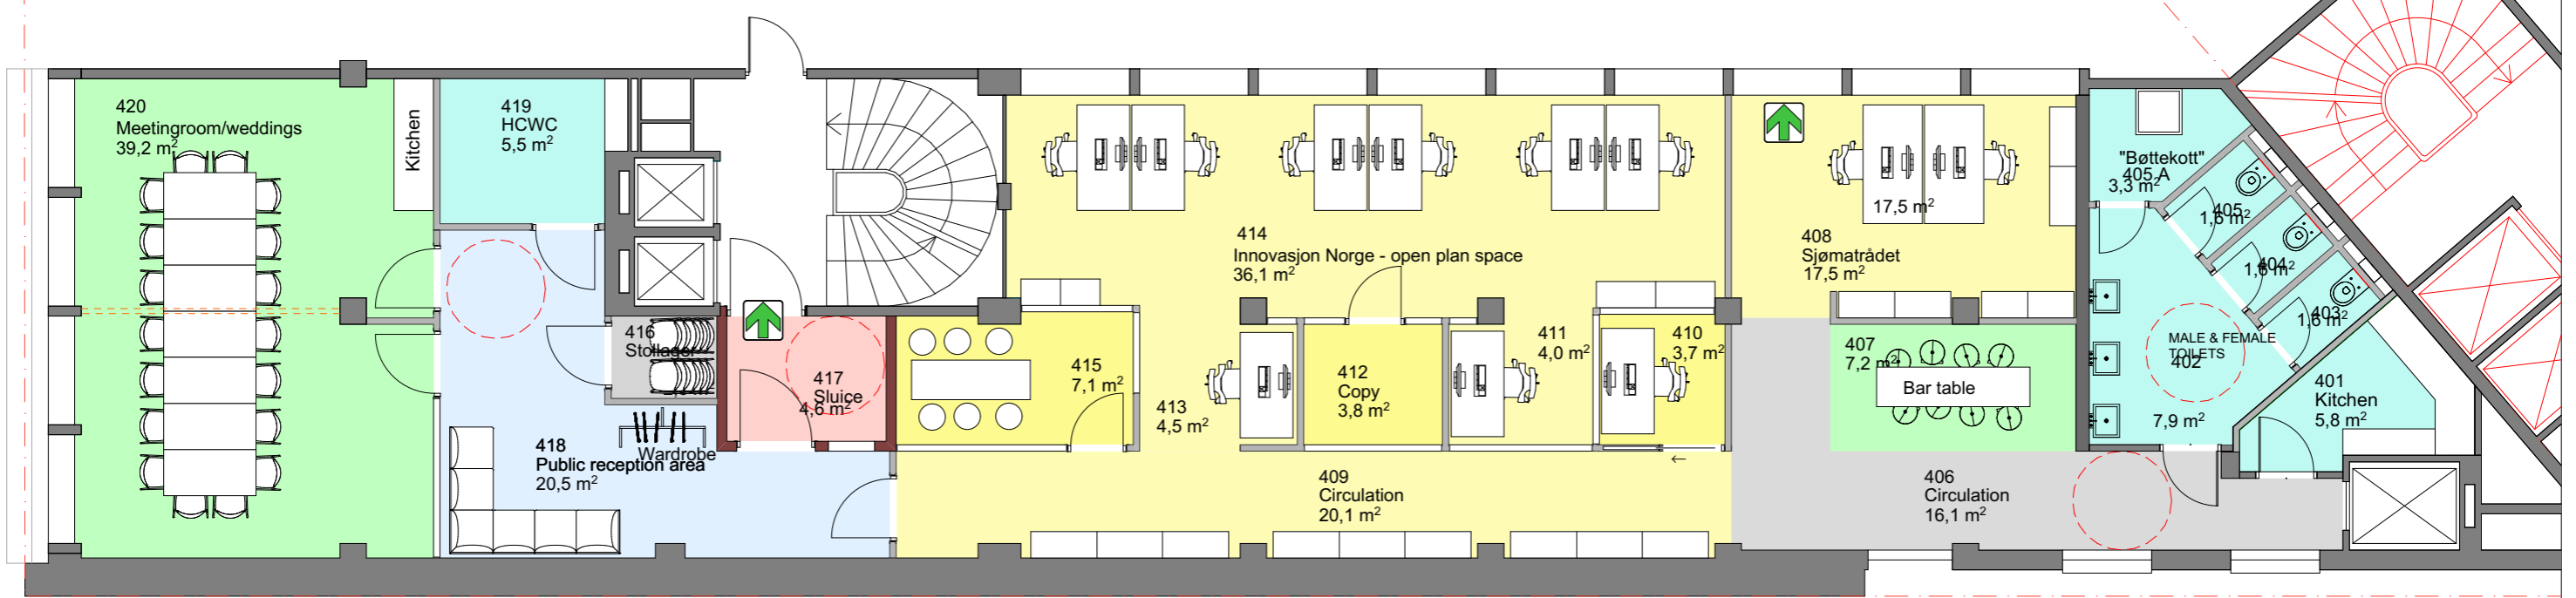 420
Meetingroom/weddings
39,2 m²
Kitchen
419
HCWC
5,5 m²
418
Public reception area
20,5 m²
Wardrobe
416
Stollager
417
Sluice
4,6 m²
415
7,1 m²
414
Innovasjon Norge - open plan space
36,1 m²
413
4,5 m²
412
Copy
3,8 m²
411
4,0 m²
410
3,7 m²
409
Circulation
20,1 m²
17,5 m²
408
Sjømatrådet
17,5 m²
407
7,2 m²
Bar table
406
Circulation
16,1 m²
"Bøttekott"
405 A
3,3 m²
405
1,6 m²
404
1,6 m²
403
1,6 m²
MALE & FEMALE
TOILETS
402
7,9 m²
401
Kitchen
5,8 m²